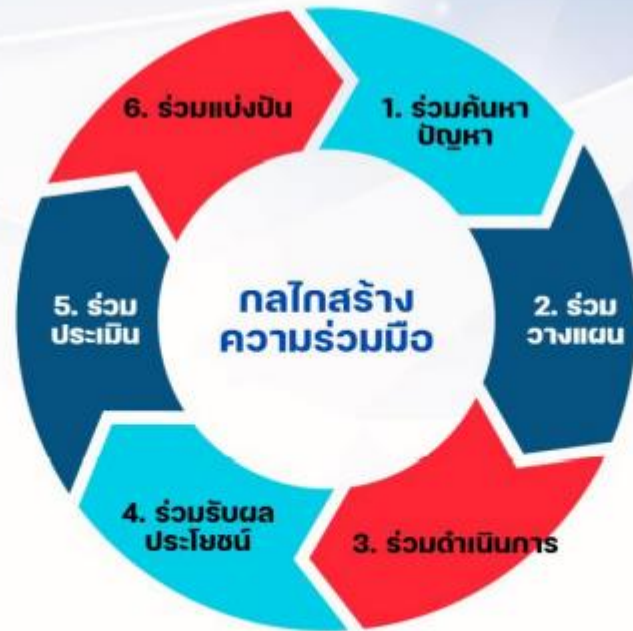 กลไกสร้าง
ความร่วมมือ
1. ร่วมค้นหา
ปัญหา
2. ร่วม
วางแผน
3. ร่วมดำเนินการ
4. ร่วมรับผล
ประโยชน์
5. ร่วม
ประเมิน
6. ร่วมแบ่งปัน